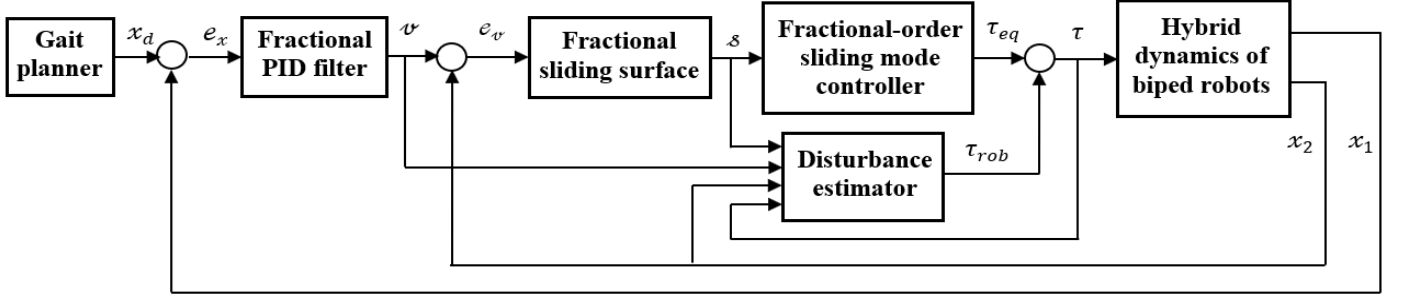 Gait
planner
x_d
e_x
Fractional
PID filter
𝓋
e_𝓋
Fractional
sliding surface
𝓈
Fractional-order
sliding mode
controller
τ_eq
τ
Hybrid
dynamics of
biped robots
Disturbance
estimator
τ_rob
x_2
x_1